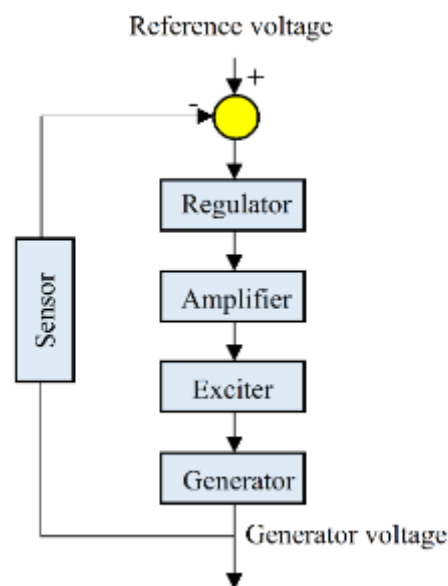 Reference voltage
+
-
Regulator
Amplifier
Sensor
Exciter
Generator
Generator voltage